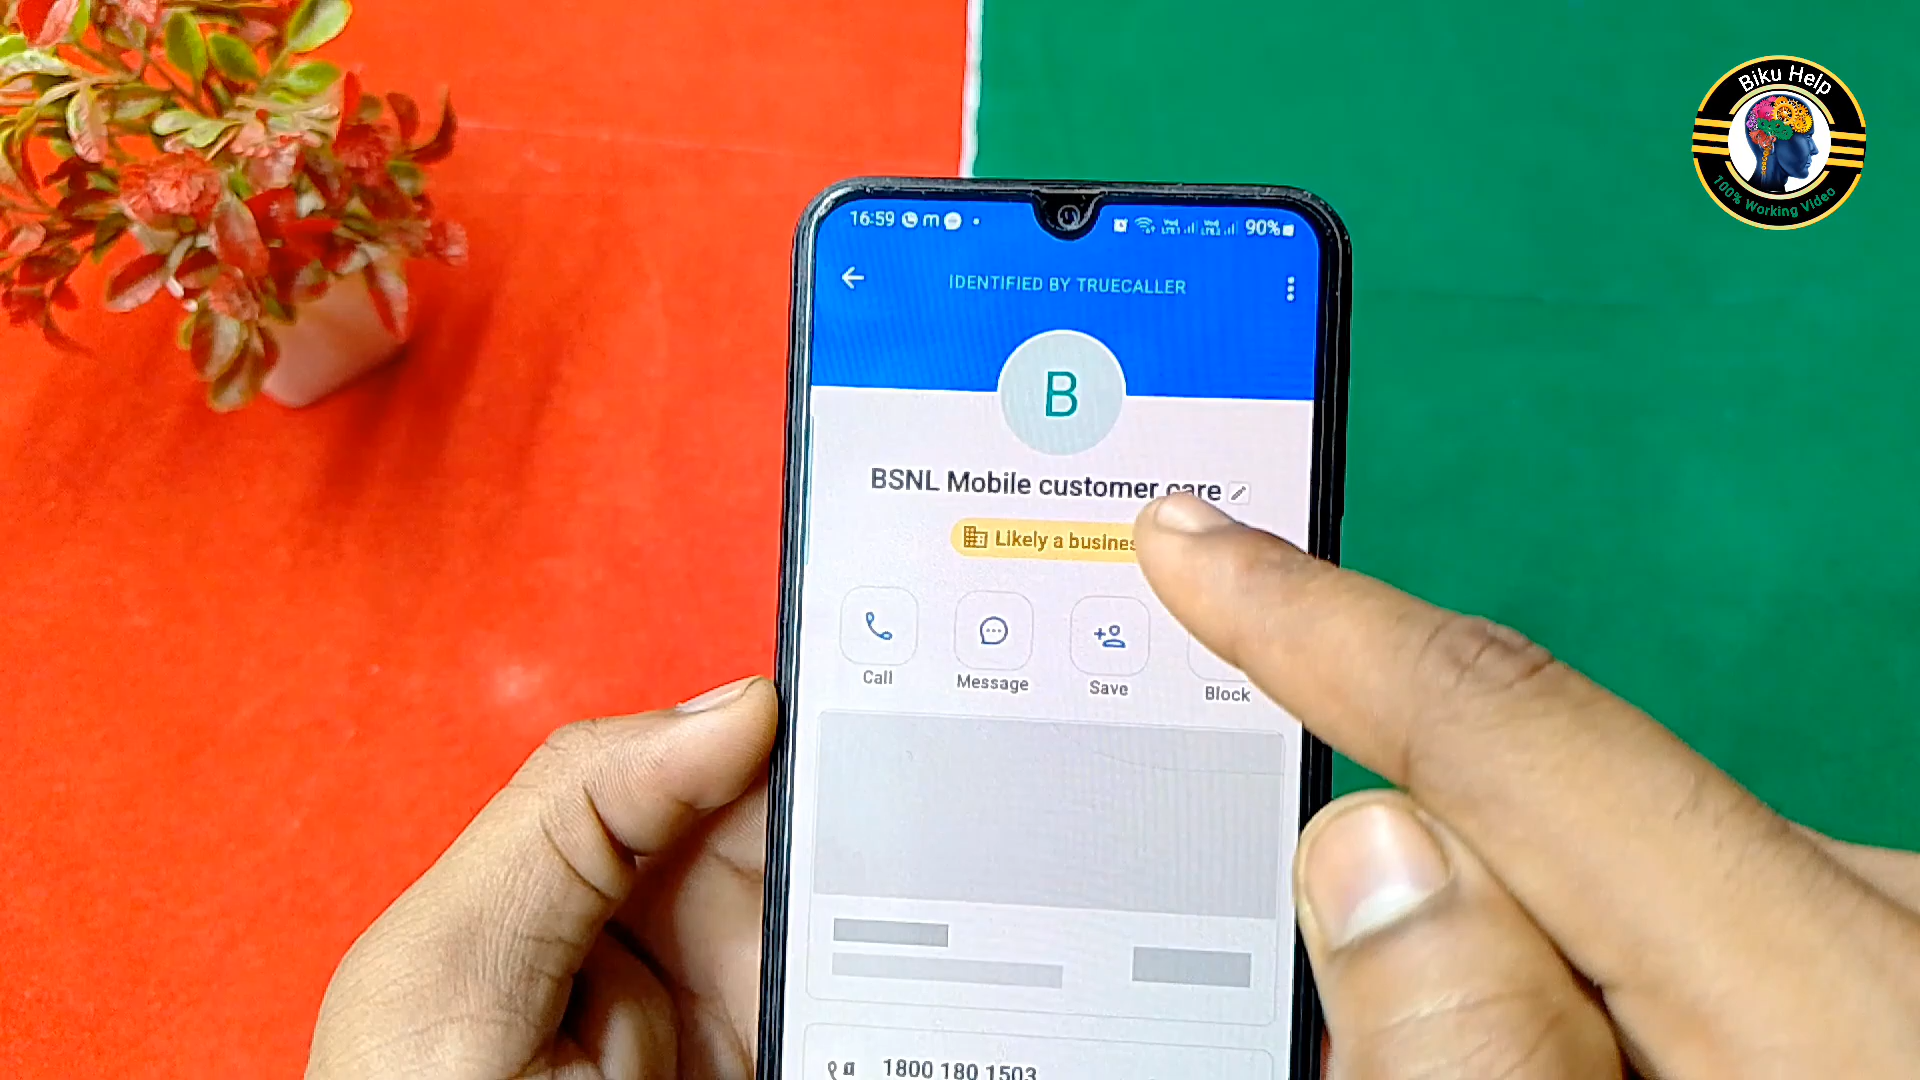 Biku Help
100% Working Video
16:59
90%
IDENTIFIED BY TRUECALLER
B
BSNL Mobile customer care
Likely a busines
Call
Message
Save
Block
1800 180 1503